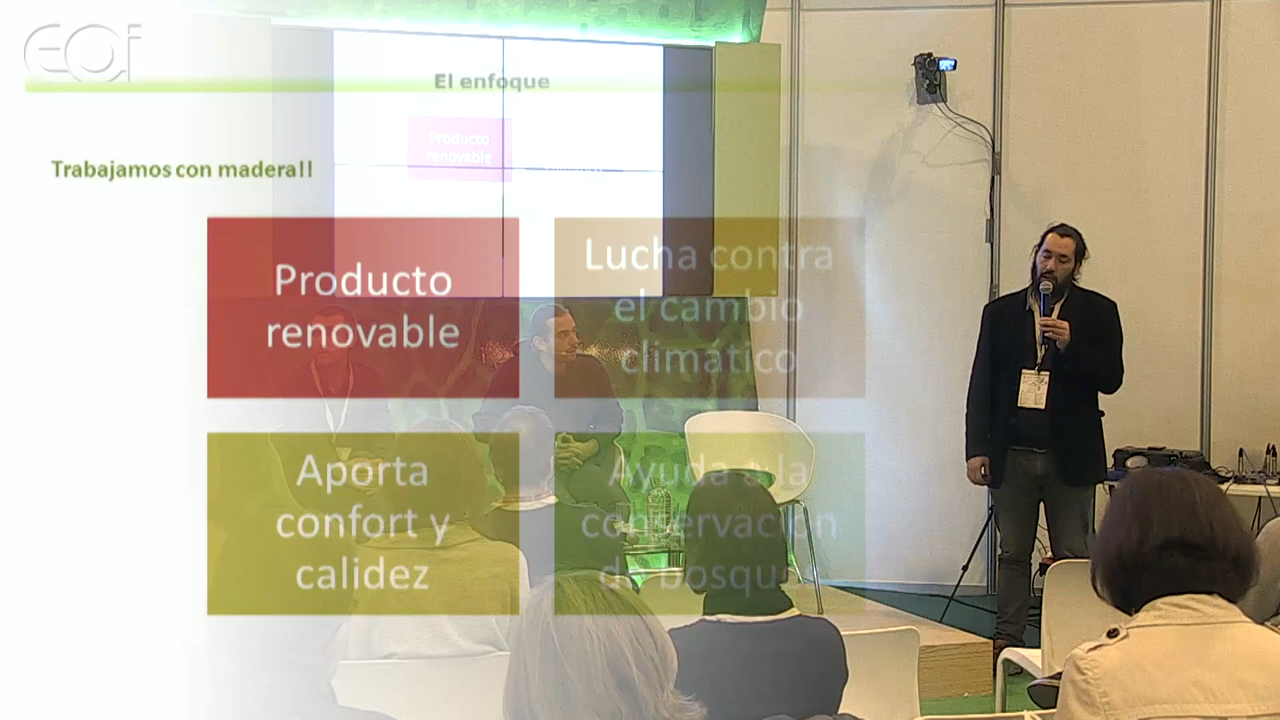 eoi
El enfoque
Producto
renovable
Trabajamos con madera!!
Producto
renovable
Lucha contra
el cambio
climático
Aporta
confort y
calidez
Ayuda a la
conservación
de bosques